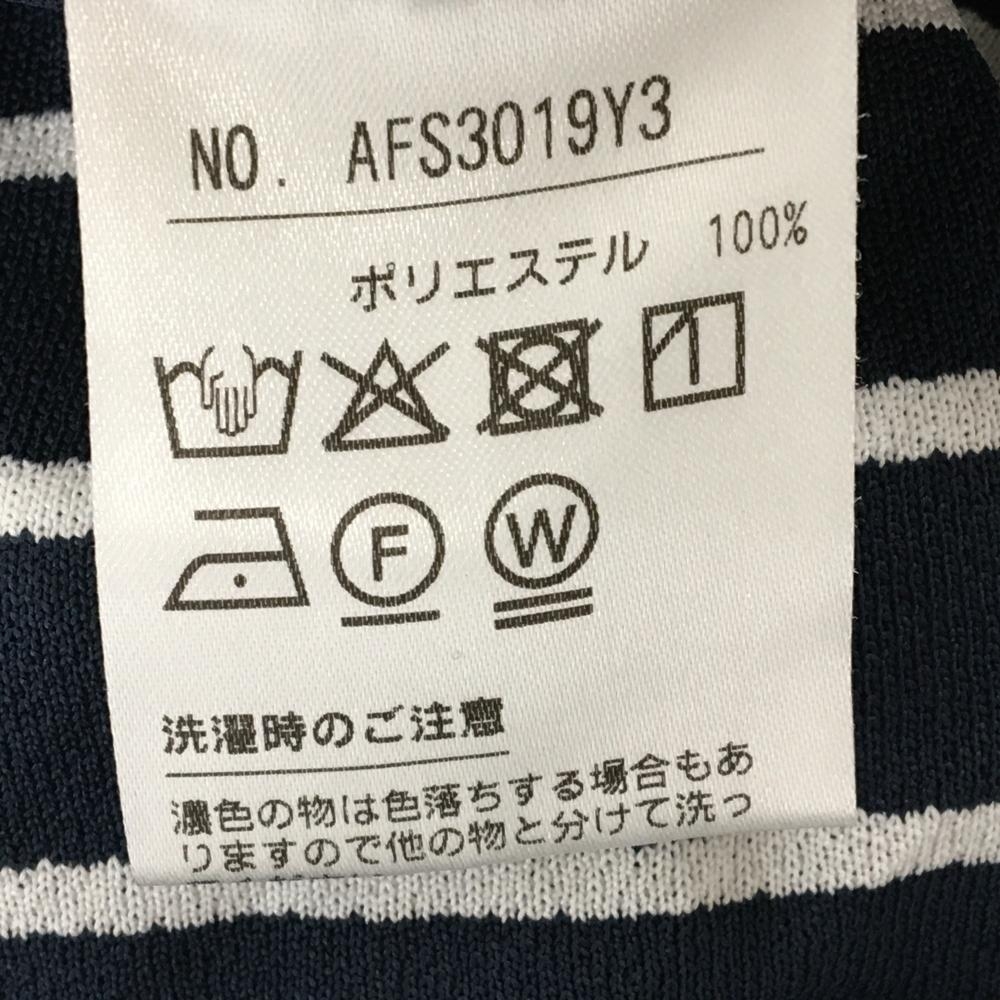 NO. AFS3019Y3
ポリエステル 100%
F W
洗濯時のご注意
濃色の物は色落ちする場合もあ
りますので他の物と分けて洗っ